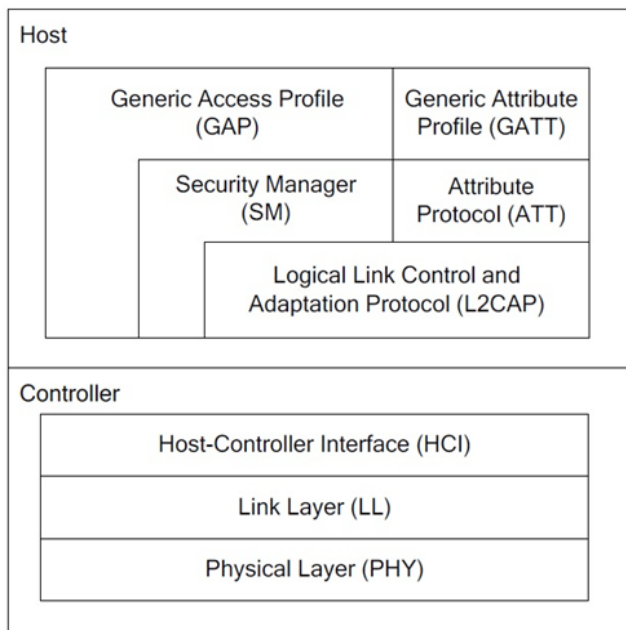 Host
Generic Access Profile
(GAP)
Generic Attribute
Profile (GATT)
Security Manager
(SM)
Attribute
Protocol (ATT)
Logical Link Control and
Adaptation Protocol (L2CAP)
Controller
Host-Controller Interface (HCI)
Link Layer (LL)
Physical Layer (PHY)